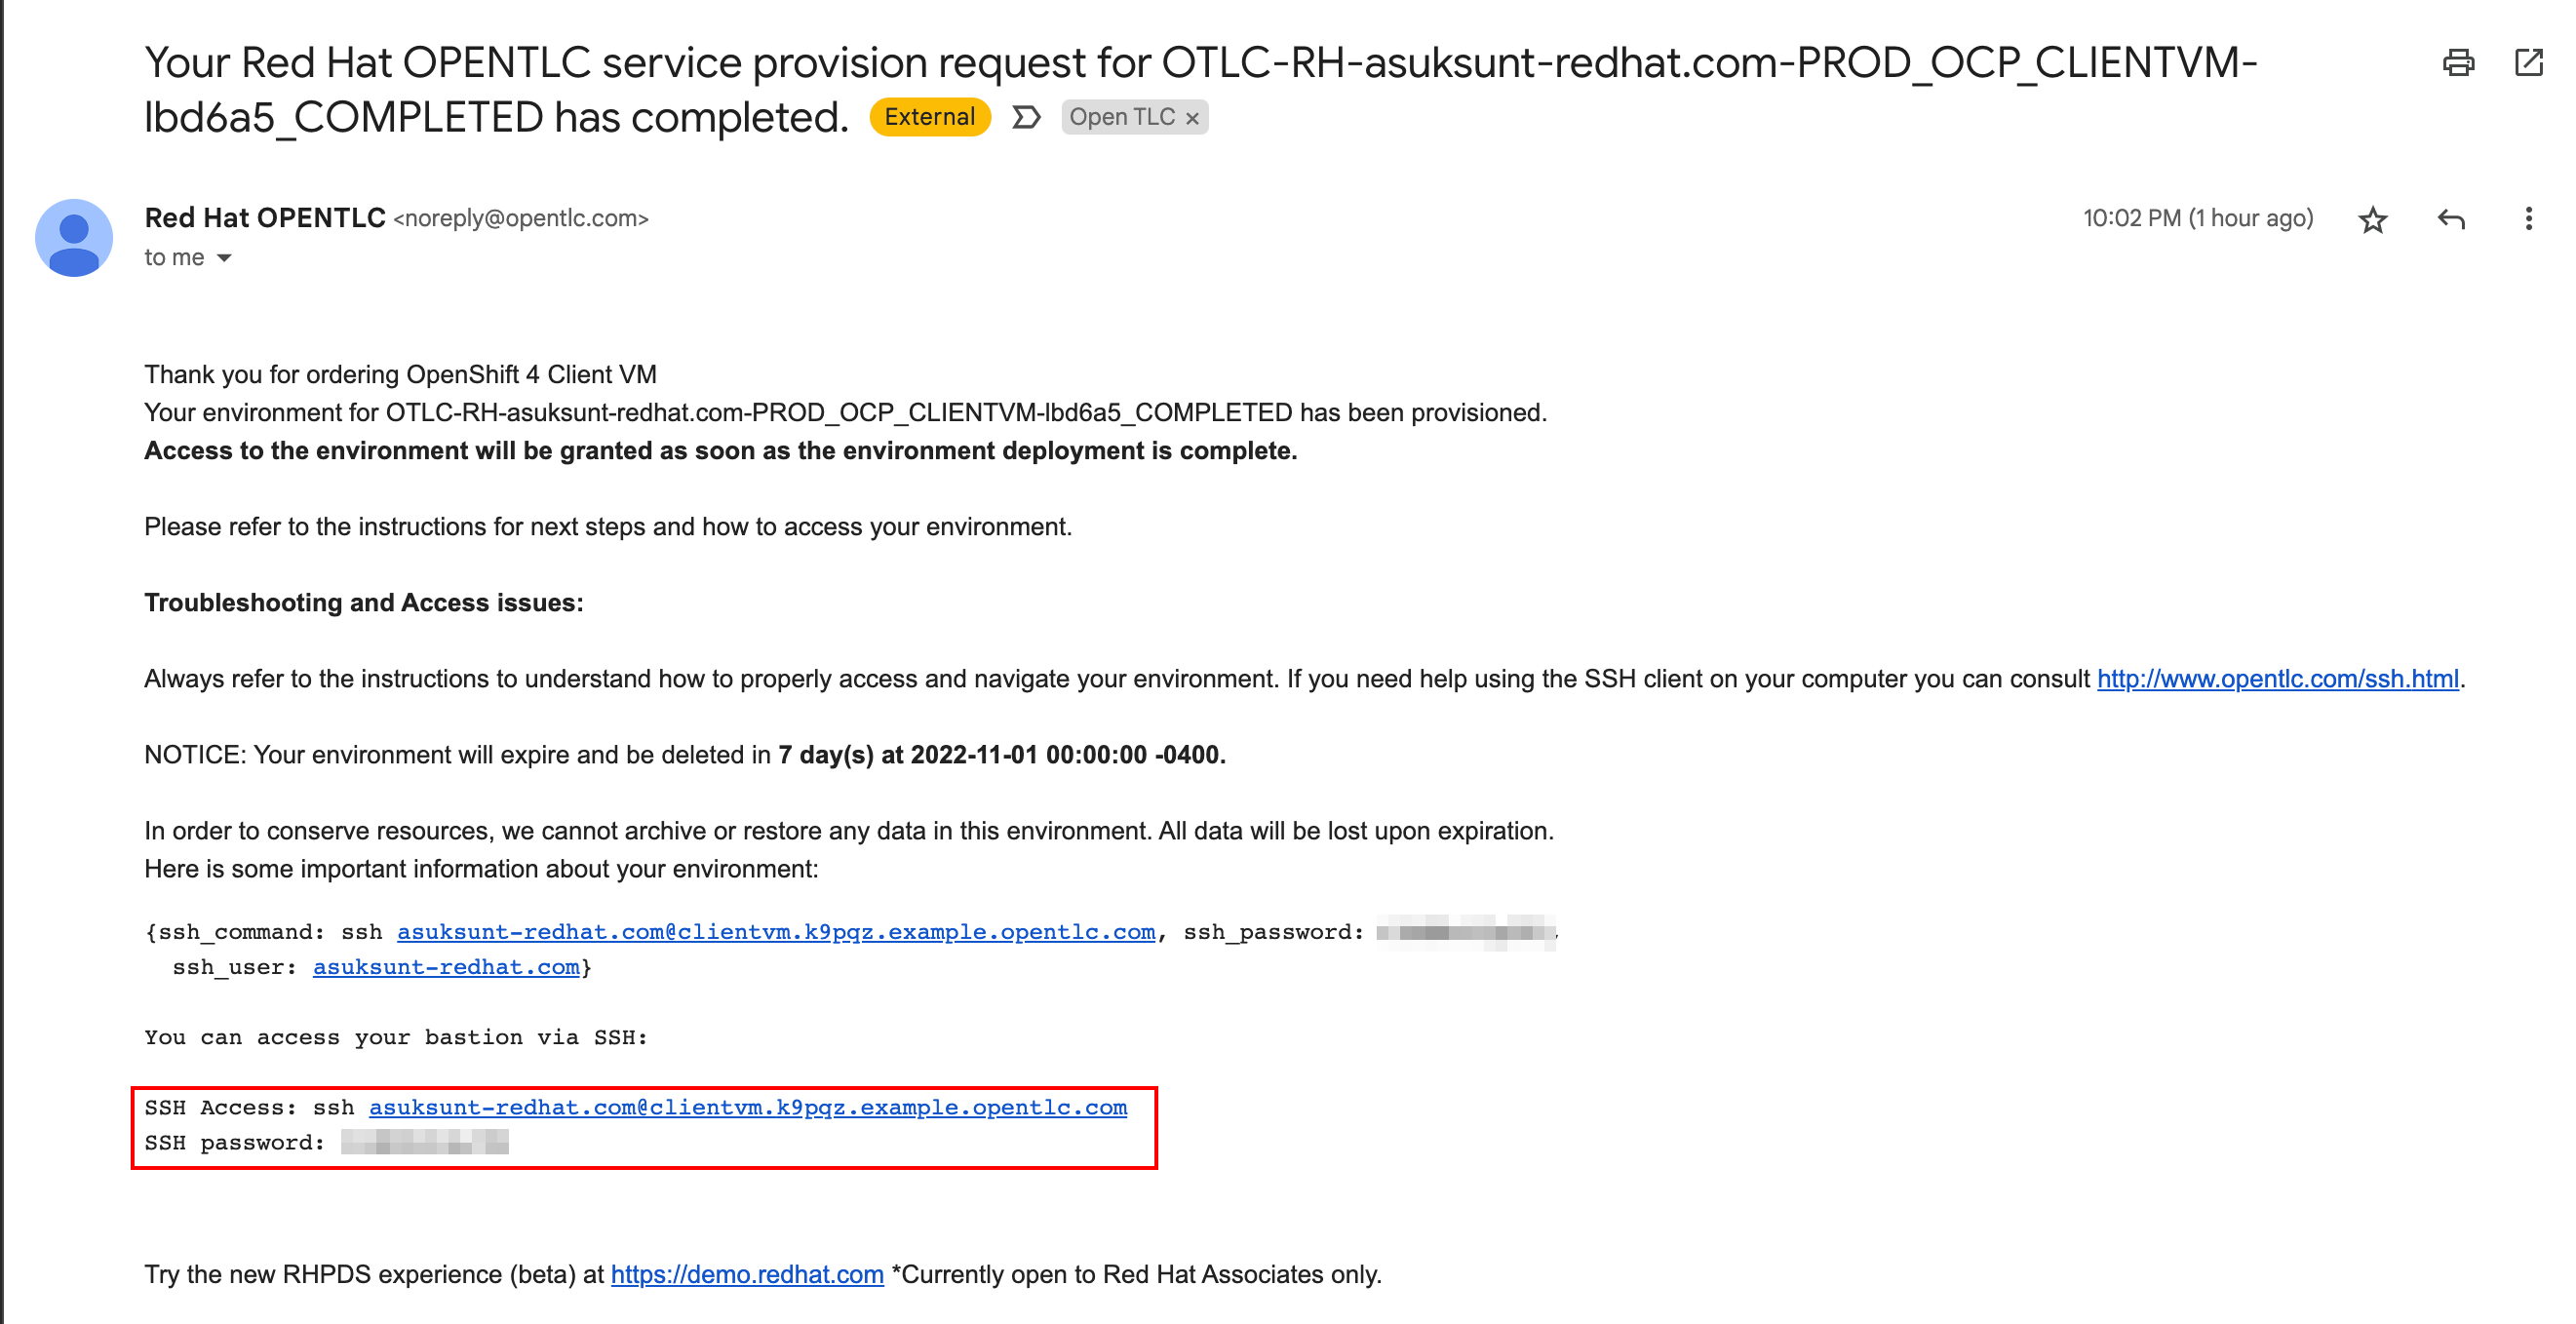 Your Red Hat OPENTLC service provision request for OTLC-RH-asuksunt-redhat.com-PROD_OCP_CLIENTVM-
lbd6a5_COMPLETED has completed. External Open TLC ×
Red Hat OPENTLC <noreply@opentlc.com> 10:02 PM (1 hour ago)
to me
Thank you for ordering OpenShift 4 Client VM
Your environment for OTLC-RH-asuksunt-redhat.com-PROD_OCP_CLIENTVM-lbd6a5_COMPLETED has been provisioned.
Access to the environment will be granted as soon as the environment deployment is complete.
Please refer to the instructions for next steps and how to access your environment.
Troubleshooting and Access issues:
Always refer to the instructions to understand how to properly access and navigate your environment. If you need help using the SSH client on your computer you can consult http://www.opentlc.com/ssh.html.
NOTICE: Your environment will expire and be deleted in 7 day(s) at 2022-11-01 00:00:00 -0400.
In order to conserve resources, we cannot archive or restore any data in this environment. All data will be lost upon expiration.
Here is some important information about your environment:
{ssh_command: ssh asuksunt-redhat.com@clientvm.k9pqz.example.opentlc.com, ssh_password: ,
ssh_user: asuksunt-redhat.com}
You can access your bastion via SSH:
SSH Access: ssh asuksunt-redhat.com@clientvm.k9pqz.example.opentlc.com
SSH password:
Try the new RHPDS experience (beta) at https://demo.redhat.com *Currently open to Red Hat Associates only.